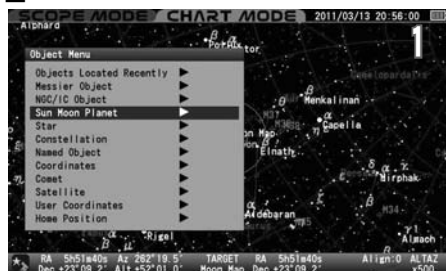 SCOPE MODE CHART MODE 2011/03/13 20:56:00
1
Alphard
Object Menu
Objects Located Recently
Messier Object
NGC/IC Object
Sun Moon Planet
Star
Constellation
Named Object
Coordinates
Comet
Satellite
User Coordinates
Home Position
β
Menkalinan
θ
M37
α
Capella
η
Elnath
Aldebaran
Rigel
δ
γ
Mirphak
M34
β
γ1
Almach
RA 5h51m40s Az 262°19.5' TARGET RA 5h51m40s Align:0 ALTAZ
Dec +23°09.2' Alt +52°01.0' Moon Map Dec +23°09.2' x500